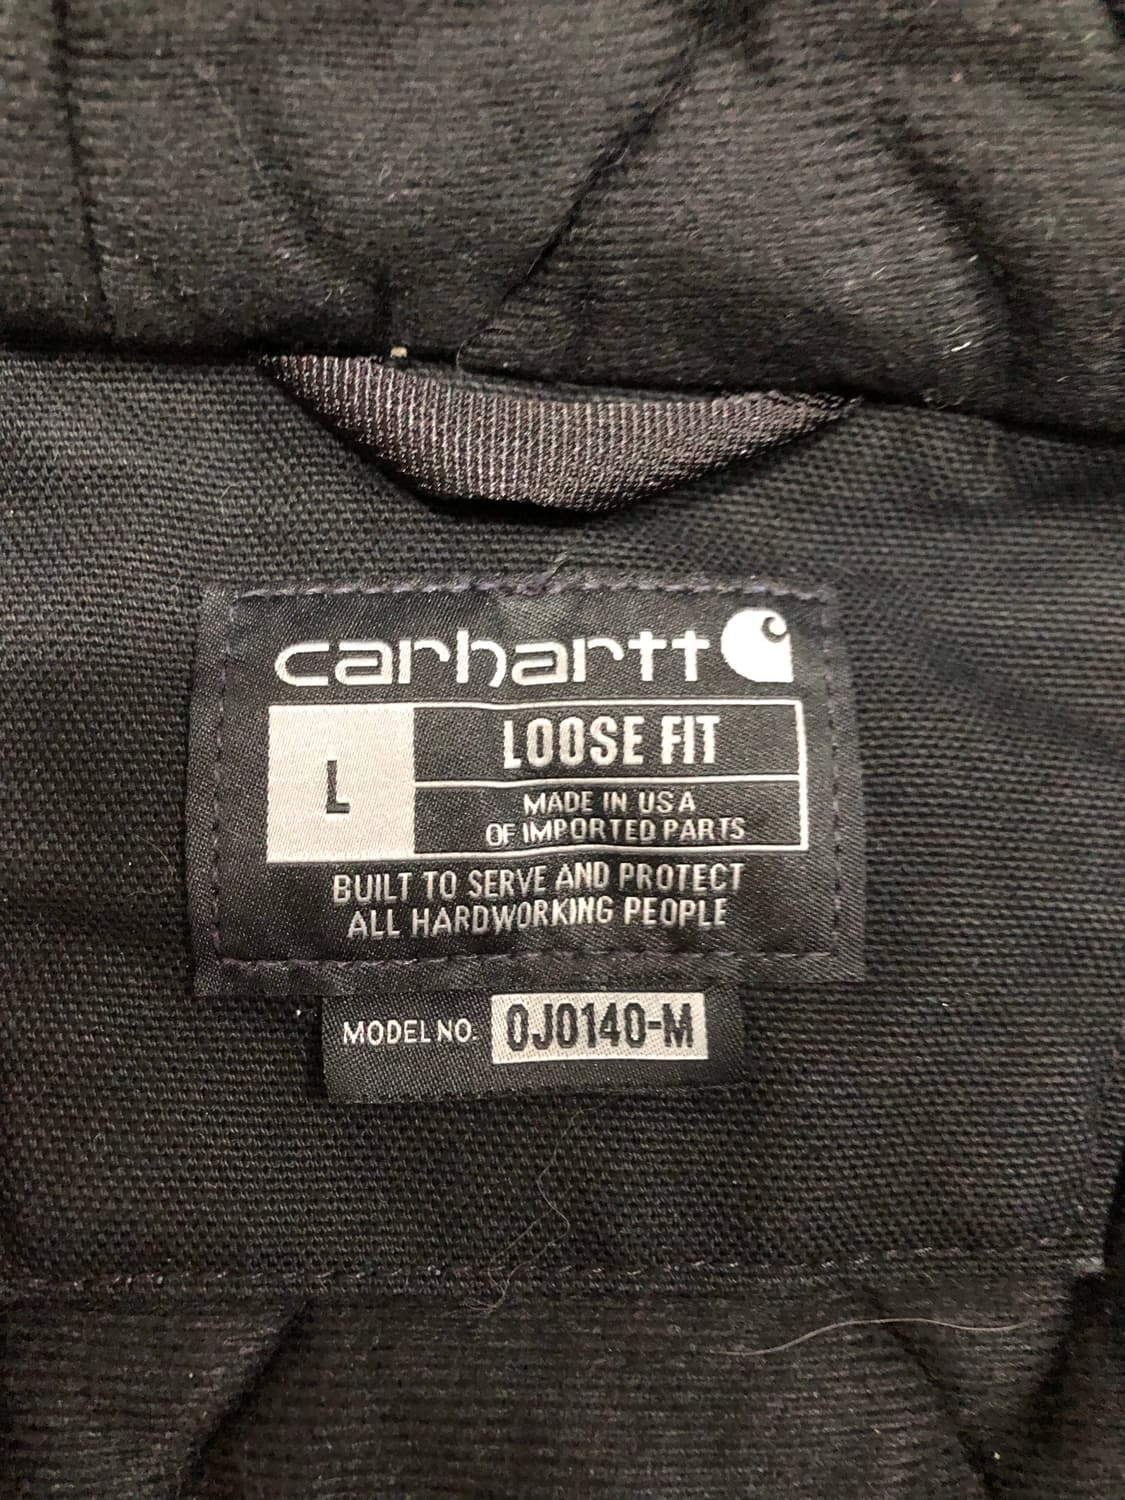 carhartt
L
LOOSE FIT
MADE IN USA
OF IMPORTED PARTS
BUILT TO SERVE AND PROTECT
ALL HARDWORKING PEOPLE
MODEL NO. 0J0140-M